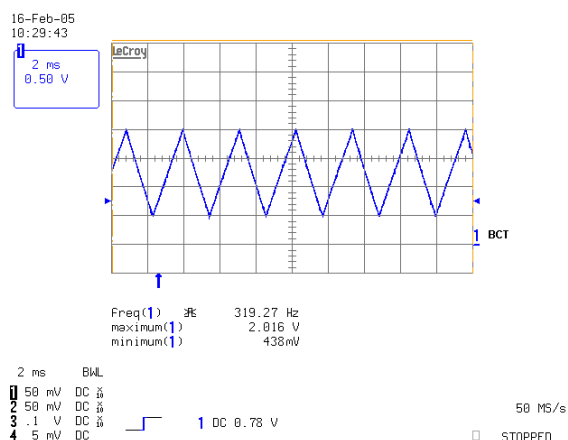 16-Feb-05
10:29:43
1
2 ms
0.50 V
LeCroy
1 BCT
Freq(1) 319.27 Hz
maximum(1) 2.016 V
minimum(1) 438mV
2 ms BWL
1 50 mV DC X10
2 50 mV DC X10
3 .1 V DC X10
4 5 mV DC
1 DC 0.78 V
50 MS/s
STOPPED